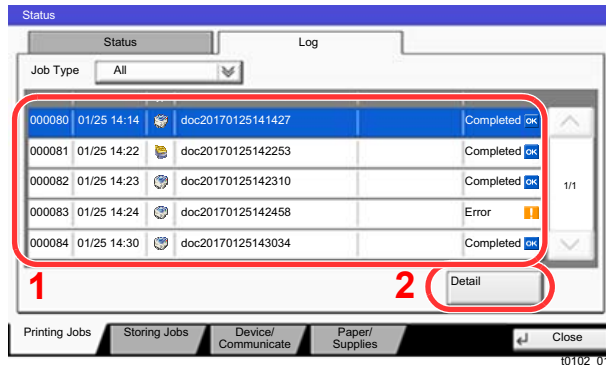 Status
Status Log
Job Type All
000080 01/25 14:14 doc20170125141427 Completed OK
000081 01/25 14:22 doc20170125142253 Completed OK
000082 01/25 14:23 doc20170125142310 Completed OK
1/1
000083 01/25 14:24 doc20170125142458 Error !
000084 01/25 14:30 doc20170125143034 Completed OK
1 2 Detail
Printing Jobs Storing Jobs Device/
Communicate Paper/
Supplies Close
t0102_01